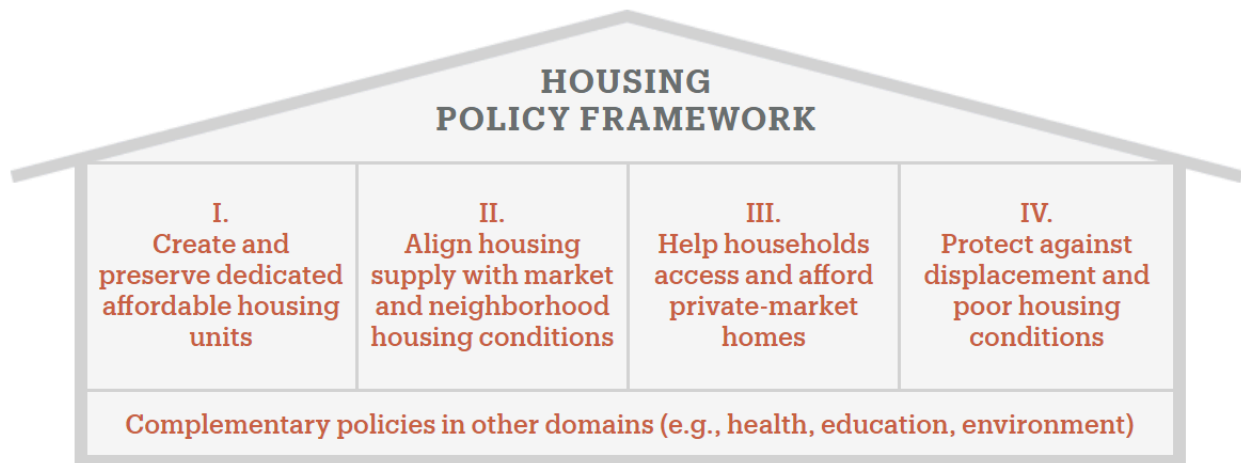 HOUSING
POLICY FRAMEWORK
I.
Create and
preserve dedicated
affordable housing
units
II.
Align housing
supply with market
and neighborhood
housing conditions
III.
Help households
access and afford
private-market
homes
IV.
Protect against
displacement and
poor housing
conditions
Complementary policies in other domains (e.g., health, education, environment)